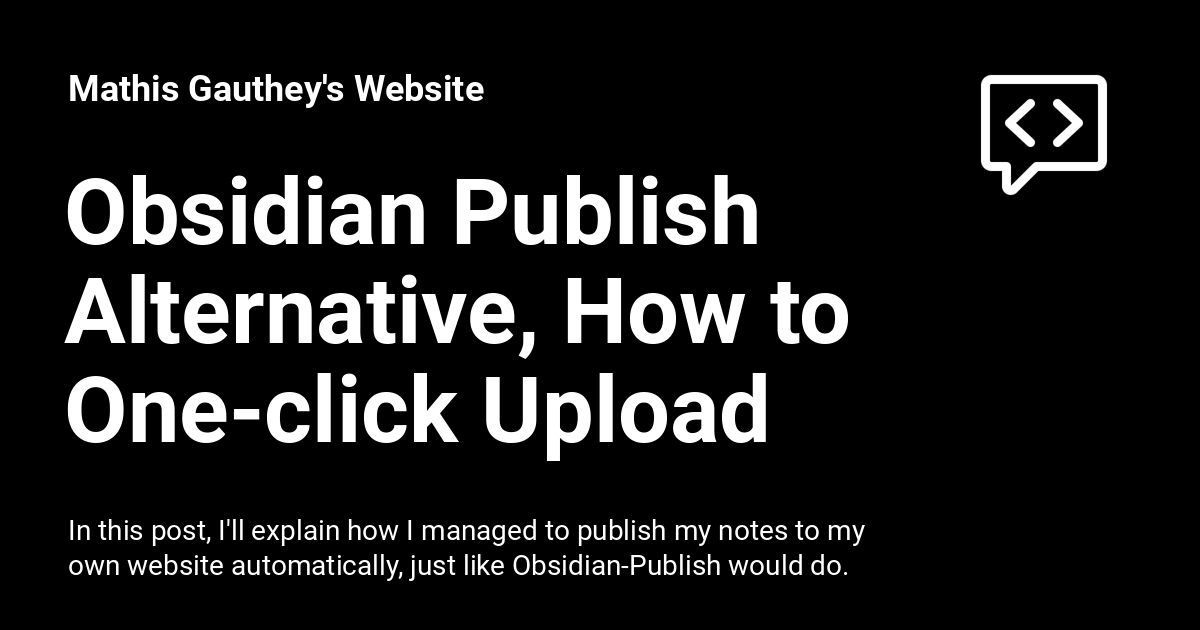 Mathis Gauthey's Website
Obsidian Publish
Alternative, How to
One-click Upload
In this post, I'll explain how I managed to publish my notes to my
own website automatically, just like Obsidian-Publish would do.